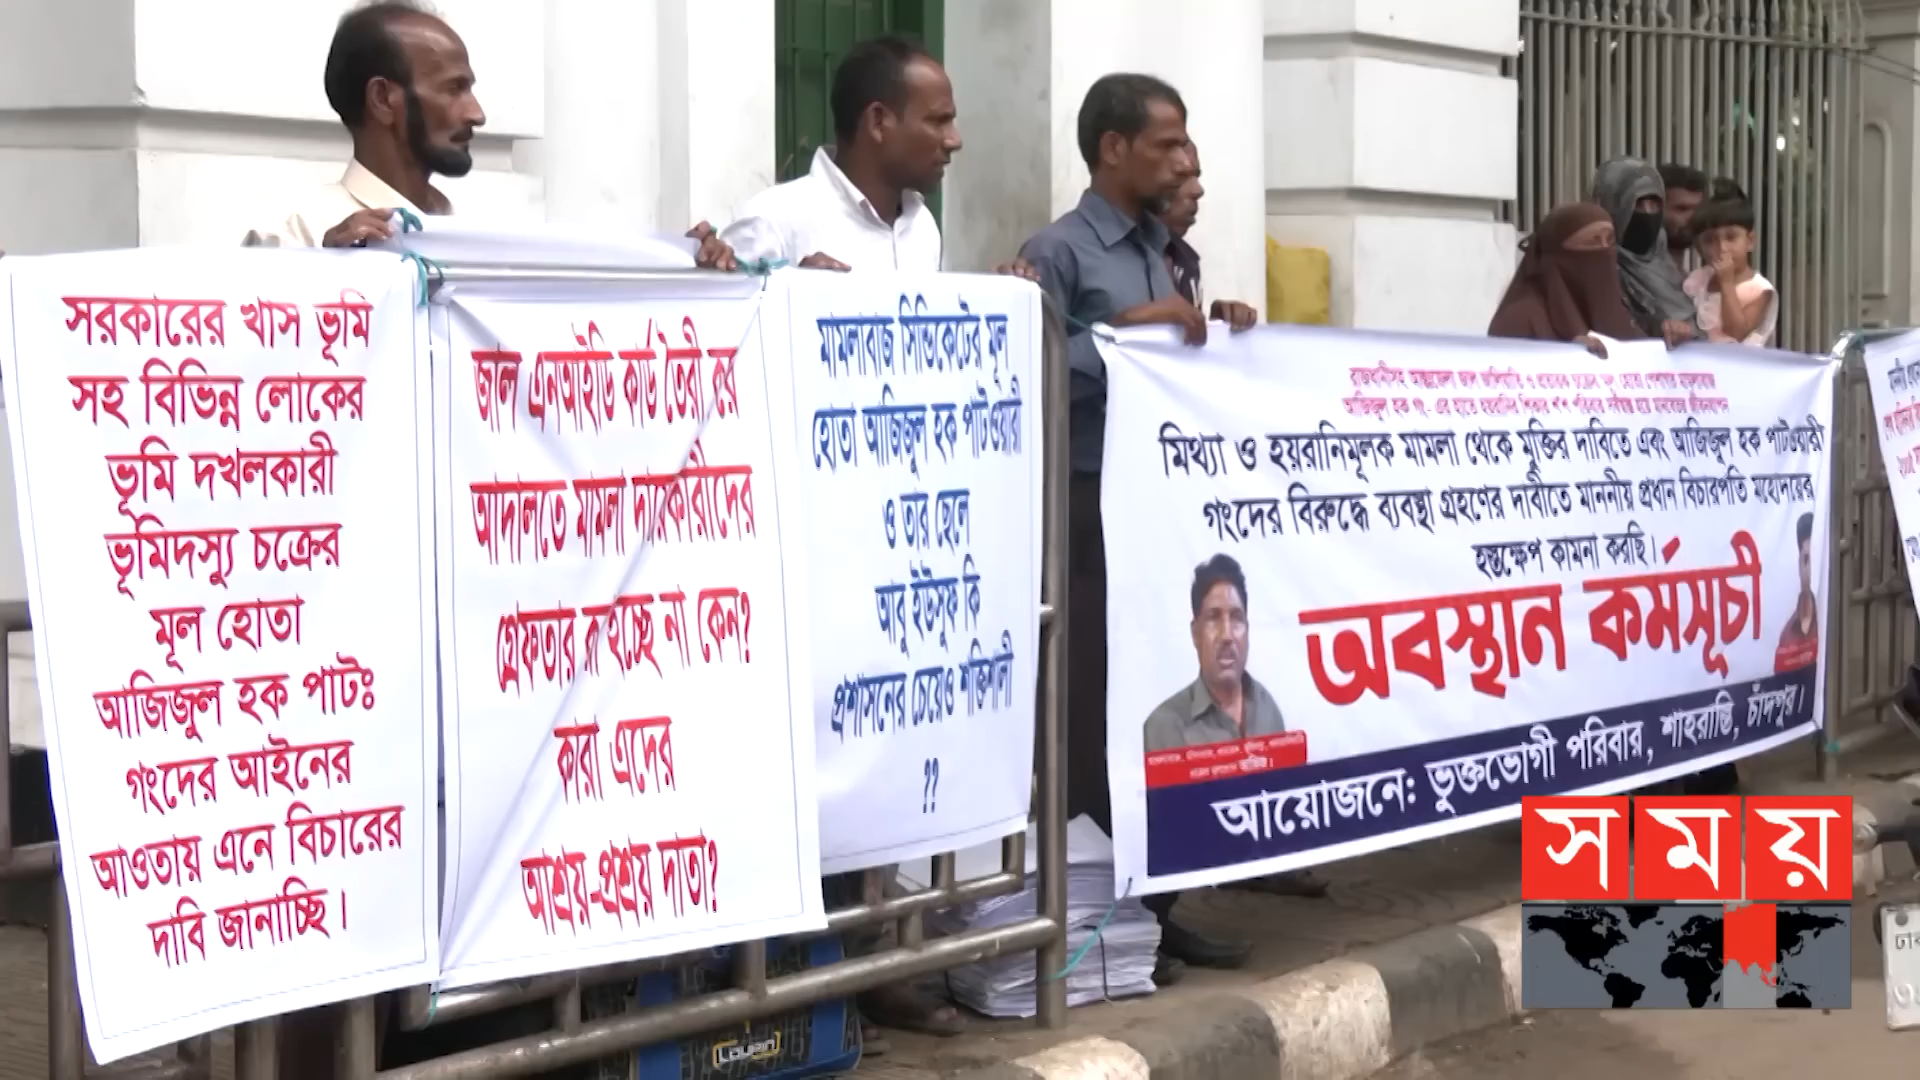 সরকারের খাস ভূমি
সহ বিভিন্ন লোকের
ভূমি দখলকারী
ভূমিদস্যু চক্রের
মূল হোতা
আজিজুল হক পাটঃ
গংদের আইনের
আওতায় এনে বিচারের
দাবি জানাচ্ছি।
জাল এনআইডি কার্ড তৈরী করে
আদালতে মামলা দায়েকারীদের
গ্রেফতার করা হচ্ছে না কেন?
কারা এদের
আশ্রয়-প্রশ্রয় দাতা?
মামলাবাজ সিন্ডিকেটের মূল
হোতা আজিজুল হক পাটওয়ারী
ও তার ছেলে
আবু ইউসুফ কি
প্রশাসনের চেয়েও শক্তিশালী
??
মিথ্যা ও হয়রানিমূলক মামলা থেকে মুক্তির দাবিতে এবং আজিজুল হক পাটওয়ারী
গংদের বিরুদ্ধে ব্যবস্থা গ্রহণের দাবীতে মাননীয় প্রধান বিচারপতি মহোদয়ের
হস্তক্ষেপ কামনা করছি।
অবস্থান কর্মসূচী
আয়োজনে: ভুক্তভোগী পরিবার, শাহরাস্তি, চাঁদপুর।
সময়